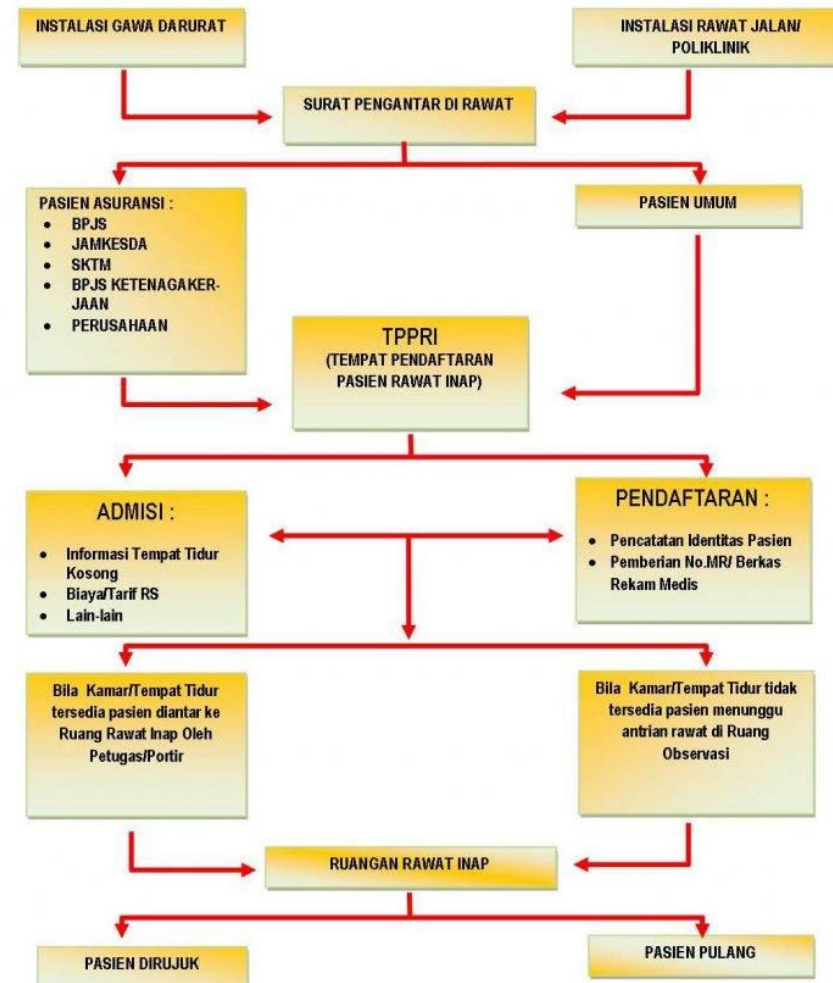 INSTALASI GAWA DARURAT
INSTALASI RAWAT JALAN/
POLIKLINIK
SURAT PENGANTAR DI RAWAT
PASIEN ASURANSI :
• BPJS
• JAMKESDA
• SKTM
• BPJS KETENAGAKER-
JAAN
• PERUSAHAAN
PASIEN UMUM
TPPRI
(TEMPAT PENDAFTARAN
PASIEN RAWAT INAP)
ADMISI :
• Informasi Tempat Tidur
Kosong
• Biaya/Tarif RS
• Lain-lain
PENDAFTARAN :
• Pencatatan Identitas Pasien
• Pemberian No.MR/ Berkas
Rekam Medis
Bila Kamar/Tempat Tidur
tersedia pasien diantar ke
Ruang Rawat Inap Oleh
Petugas/Portir
Bila Kamar/Tempat Tidur tidak
tersedia pasien menunggu
antrian rawat di Ruang
Observasi
RUANGAN RAWAT INAP
PASIEN DIRUJUK
PASIEN PULANG